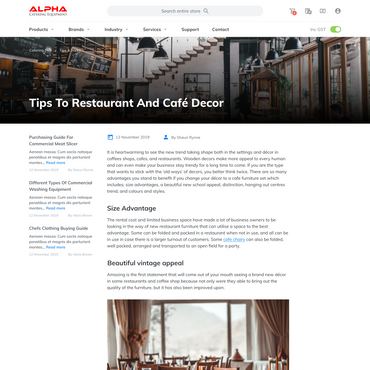 ALPHA
CATERING EQUIPMENT
Search entire store
Products
Brands
Industry
Services
Support
Contact
Inc GST
Tips To Restaurant And Café Decor
Purchasing Guide For
Commercial Meat Slicer
Aenean massa. Cum sociis natoque
penatibus et magnis dis parturient
montes... Read more
Different Types Of Commercial
Washing Equipment
Aenean massa. Cum sociis natoque
penatibus et magnis dis parturient
montes... Read more
Chefs Clothing Buying Guide
Aenean massa. Cum sociis natoque
penatibus et magnis dis parturient
montes... Read more
12 November 2019
By Shaun Ryme
It is heartwarming to see the new trend taking shape both in the settings and décor in
coffees shops, cafes, and restaurants. Wooden decors make more appeal to every human
and can even make your business stay trendy for a long time to come. If you are the type
that wants to stick with the 'old ways' of decors, you better think twice. There are so many
advantages you stand to benefit if you change your décor to a cafe furniture set which
includes; size advantages, a beautiful new school appeal, distinction, hanging out centres
trend, and colours and styles.
Size Advantage
The rental cost and limited business space have made a lot of business owners to be
looking in the way of new restaurant furniture that can utilise a space to the best
advantage. Some can be folded and packed in a restaurant when not in use, and all can be
in use in case there is a larger turnout of customers. Some cafe chairs can also be folded,
well packed, arranged and transported to an open field for a party.
Beautiful vintage appeal
Amazing is the first statement that will come out of your mouth seeing a brand new décor
in some restaurants and coffee shop because not only were they able to bring out the
quality of the furniture, but it has also been improved upon.